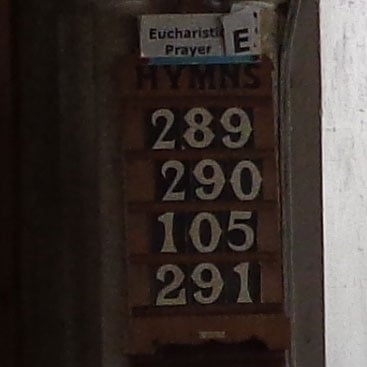 Eucharistic
Prayer E
HYMNS
289
290
105
291